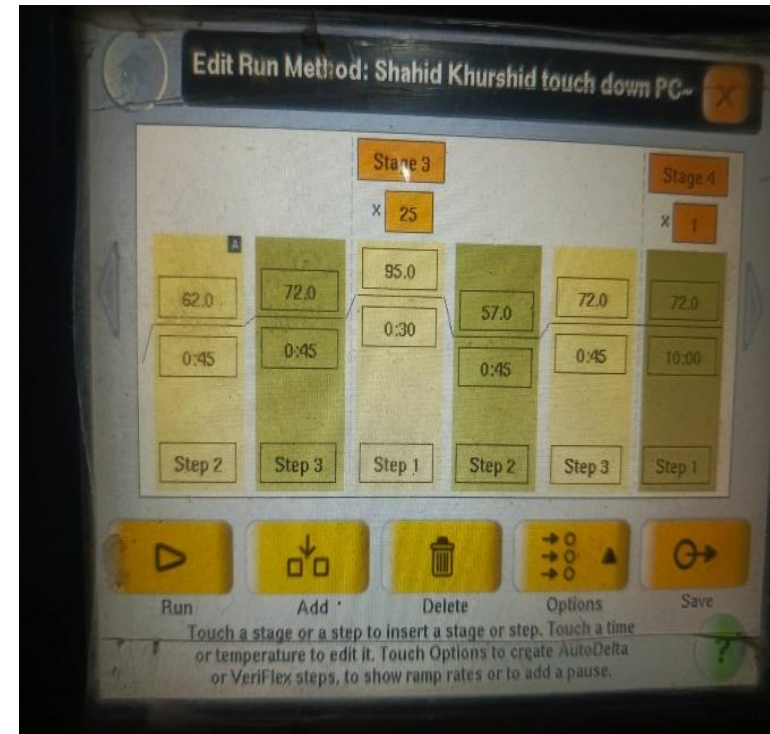 Edit Run Method: Shahid Khurshid touch down PC~
X
Stage 3
Stage 4
x 25
x 1
A
62.0
72.0
95.0
57.0
72.0
72.0
0:45
0:45
0:30
0:45
0:45
10:00
Step 2
Step 3
Step 1
Step 2
Step 3
Step 1
Run
Add
Delete
Options
Save
Touch a stage or a step to insert a stage or step. Touch a time
or temperature to edit it. Touch Options to create AutoDelta
or VeriFlex steps, to show ramp rates or to add a pause.
?